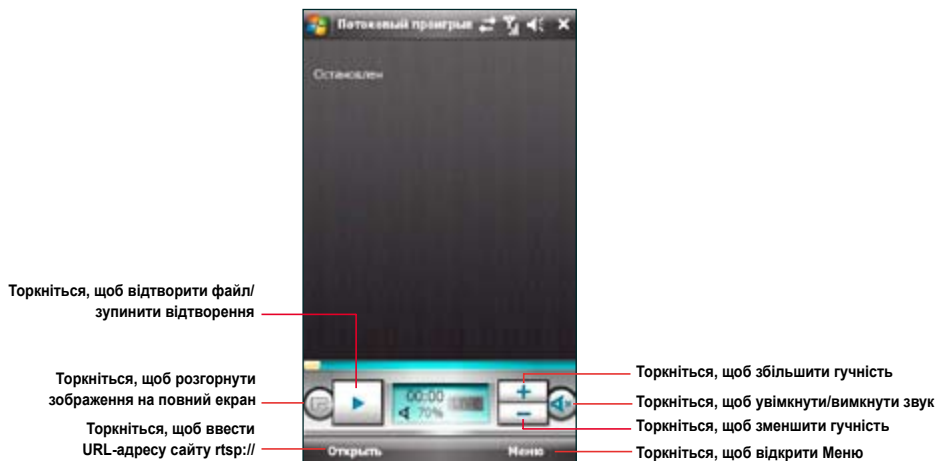 Потоковый проигрыв
Остановлен
Торкніться, щоб відтворити файл/
зупинити відтворення
Торкніться, щоб розгорнути
зображення на повний екран
Торкніться, щоб ввести
URL-адресу сайту rtsp://
00:00
70%
Открыть
Меню
Торкніться, щоб збільшити гучність
Торкніться, щоб увімкнути/вимкнути звук
Торкніться, щоб зменшити гучність
Торкніться, щоб відкрити Меню